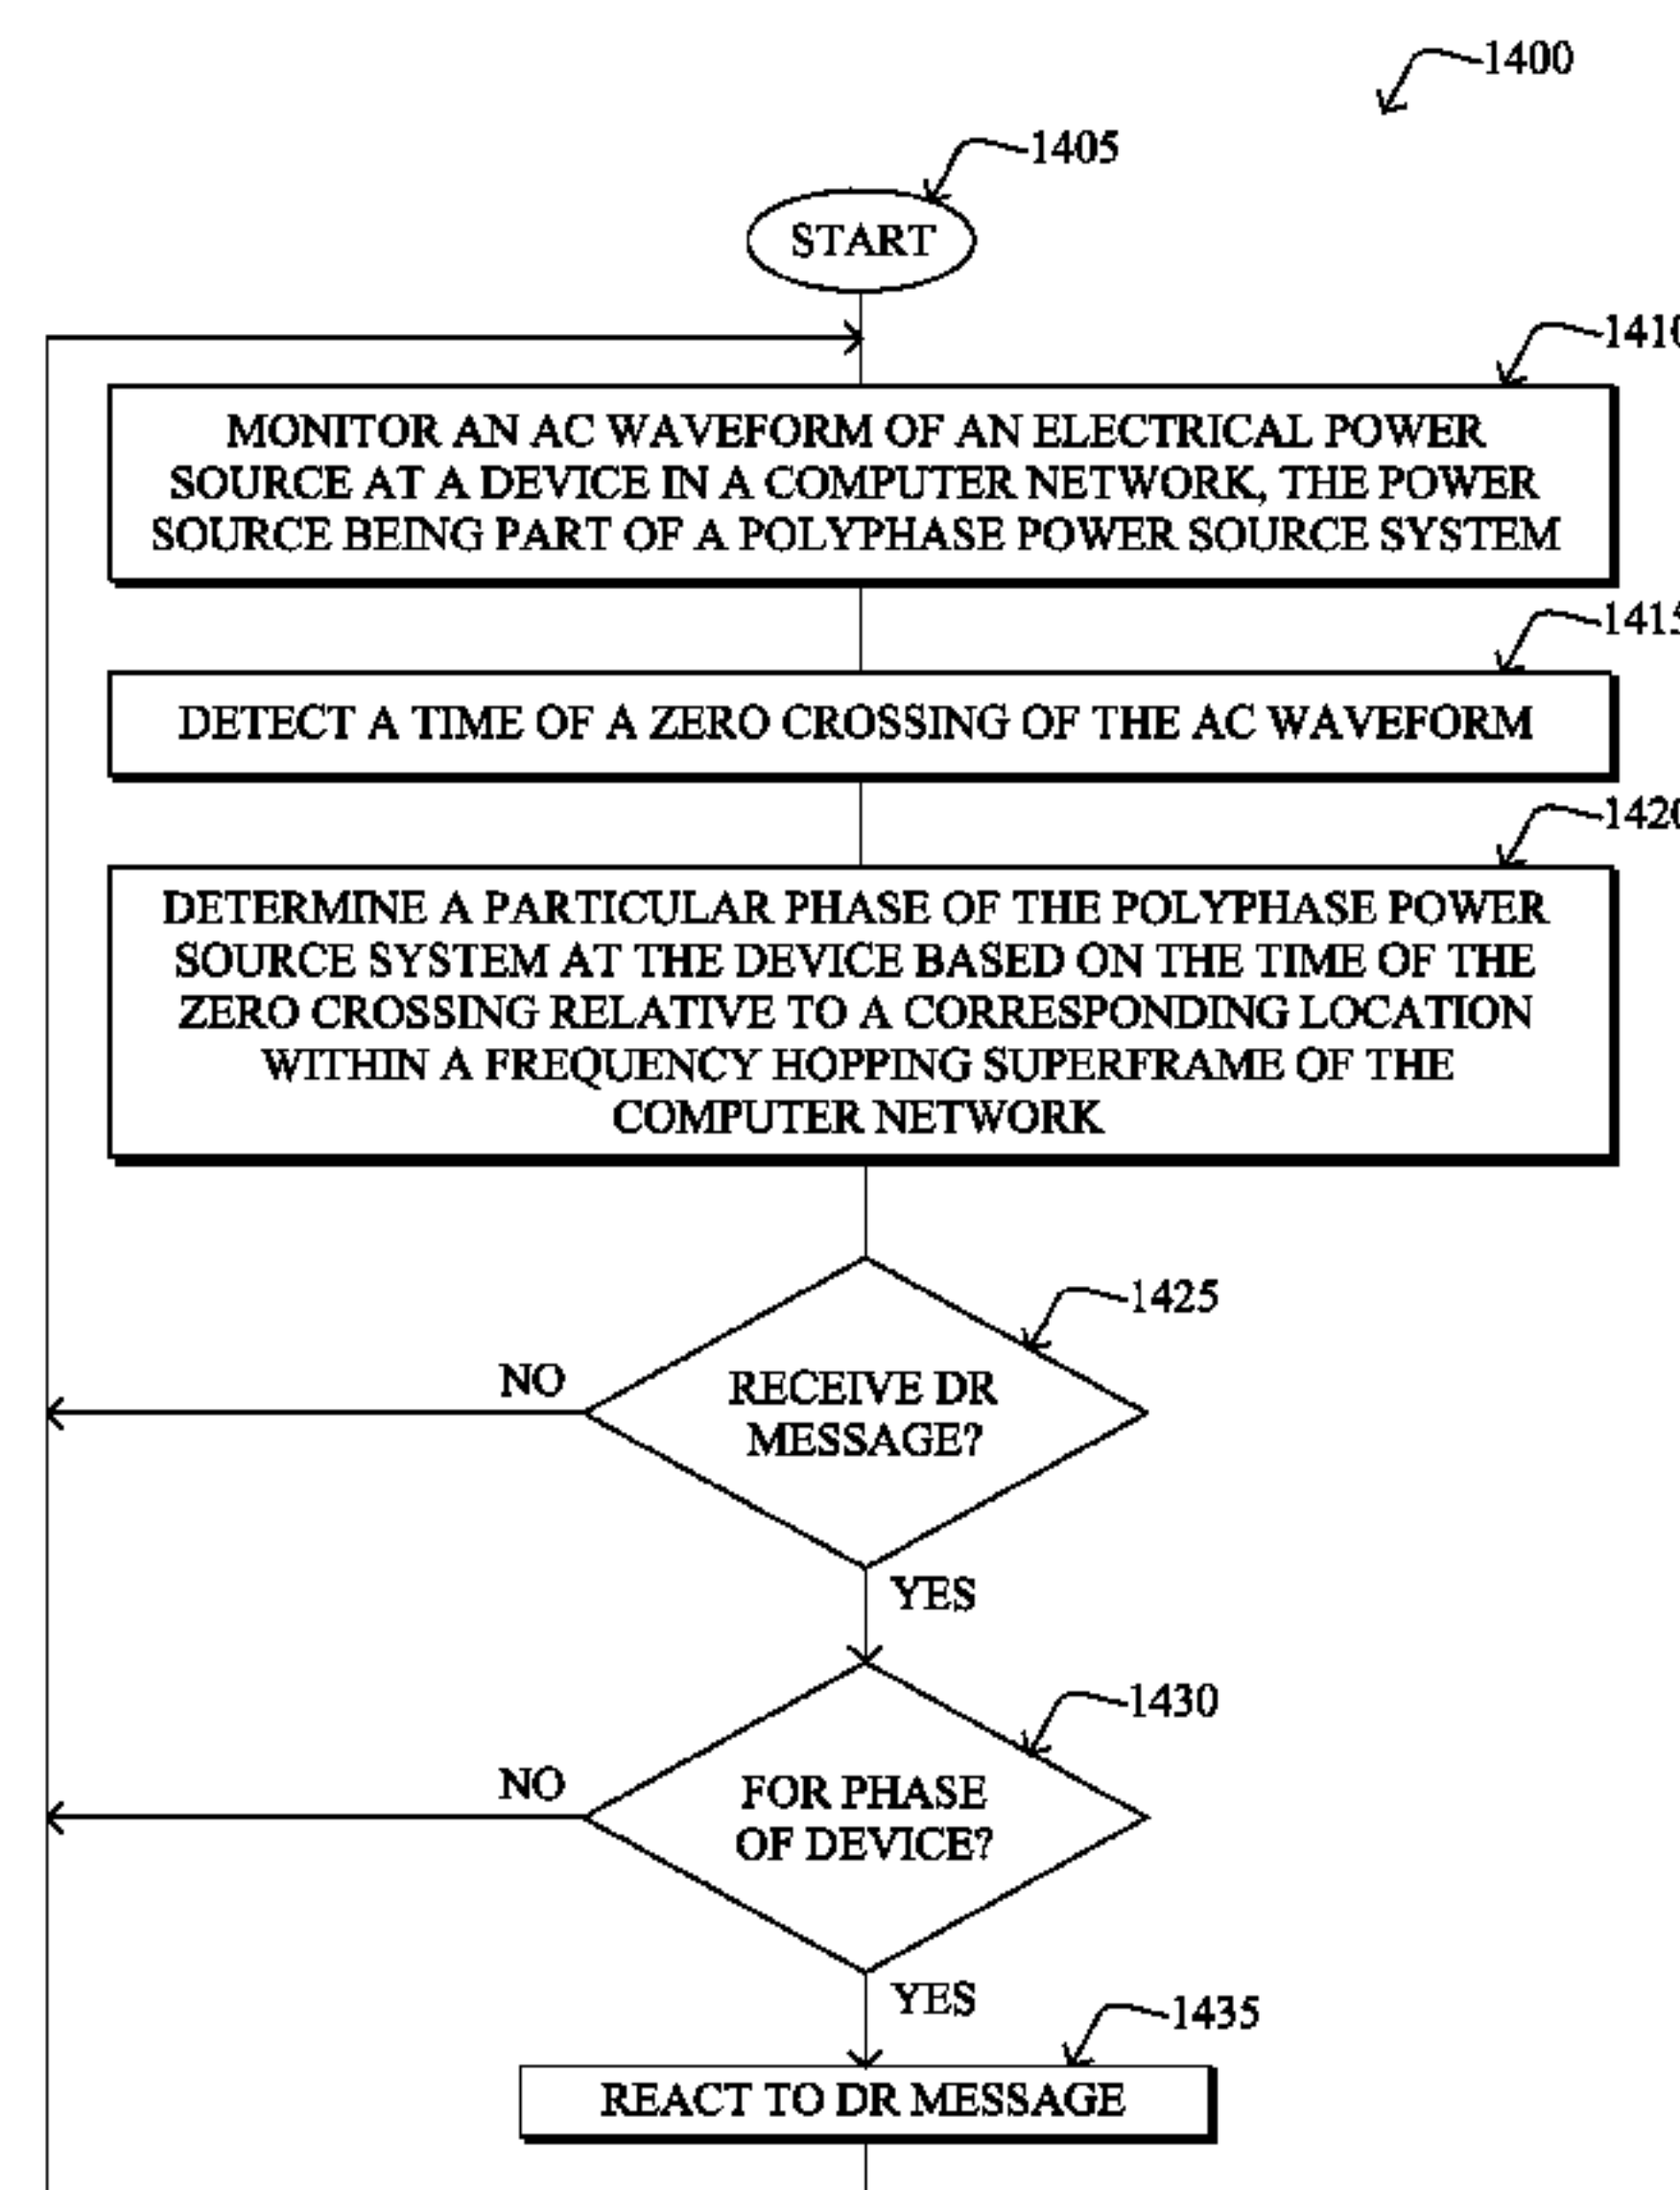 1400
1405
START
1410
MONITOR AN AC WAVEFORM OF AN ELECTRICAL POWER
SOURCE AT A DEVICE IN A COMPUTER NETWORK, THE POWER
SOURCE BEING PART OF A POLYPHASE POWER SOURCE SYSTEM
1415
DETECT A TIME OF A ZERO CROSSING OF THE AC WAVEFORM
1420
DETERMINE A PARTICULAR PHASE OF THE POLYPHASE POWER
SOURCE SYSTEM AT THE DEVICE BASED ON THE TIME OF THE
ZERO CROSSING RELATIVE TO A CORRESPONDING LOCATION
WITHIN A FREQUENCY HOPPING SUPERFRAME OF THE
COMPUTER NETWORK
1425
NO
RECEIVE DR
MESSAGE?
YES
1430
NO
FOR PHASE
OF DEVICE?
YES
1435
REACT TO DR MESSAGE